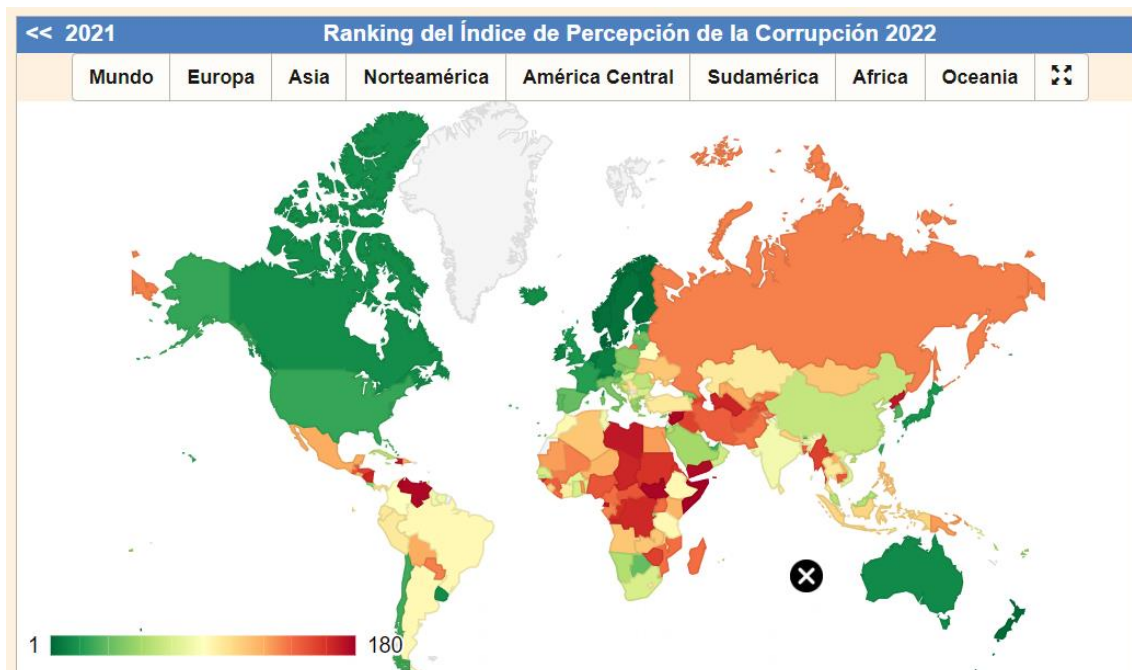 << 2021 Ranking del Índice de Percepción de la Corrupción 2022
Mundo Europa Asia Norteamérica América Central Sudamérica Africa Oceania
1 180